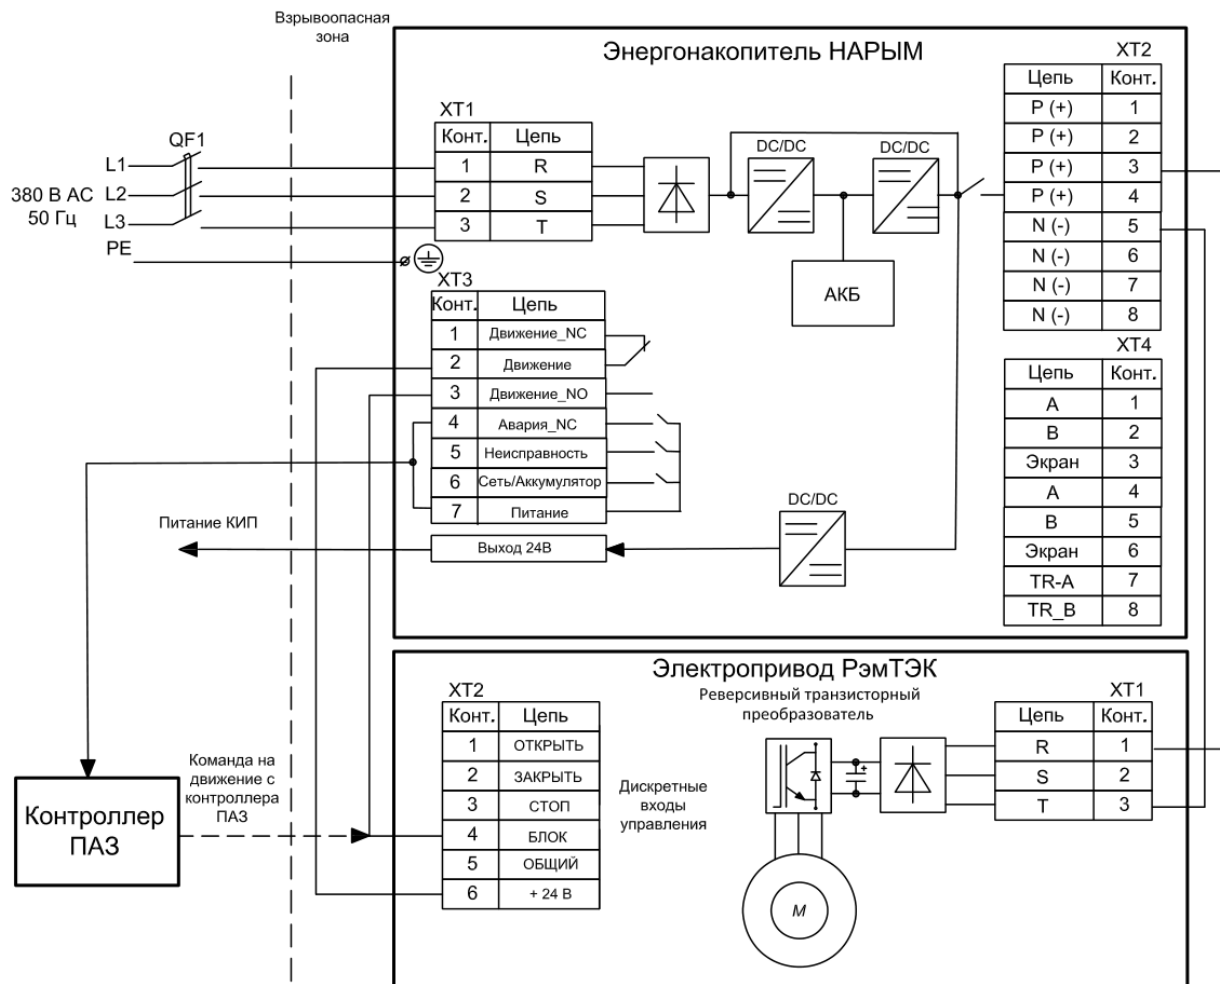 Взрывоопасная
зона
Энергонакопитель НАРЫМ
QF1
L1
380 В AC L2
50 Гц L3
PE
XT1
Конт. Цепь
1 R
2 S
3 T
DC/DC
DC/DC
АКБ
XT2
Цепь Конт.
P (+) 1
P (+) 2
P (+) 3
P (+) 4
N (-) 5
N (-) 6
N (-) 7
N (-) 8
XT3
Конт. Цепь
1 Движение_NC
2 Движение
3 Движение_NO
4 Авария_NC
5 Неисправность
6 Сеть/Аккумулятор
7 Питание
Выход 24В
Питание КИП
DC/DC
XT4
Цепь Конт.
A 1
B 2
Экран 3
A 4
B 5
Экран 6
TR-A 7
TR_B 8
Электропривод РэмТЭК
Реверсивный транзисторный
преобразователь
XT2
Конт. Цепь
1 ОТКРЫТЬ
2 ЗАКРЫТЬ
3 СТОП
4 БЛОК
5 ОБЩИЙ
6 + 24 В
Дискретные
входы
управления
+
M
XT1
Цепь Конт.
R 1
S 2
T 3
Команда на
движение с
контроллера
ПАЗ
Контроллер
ПАЗ